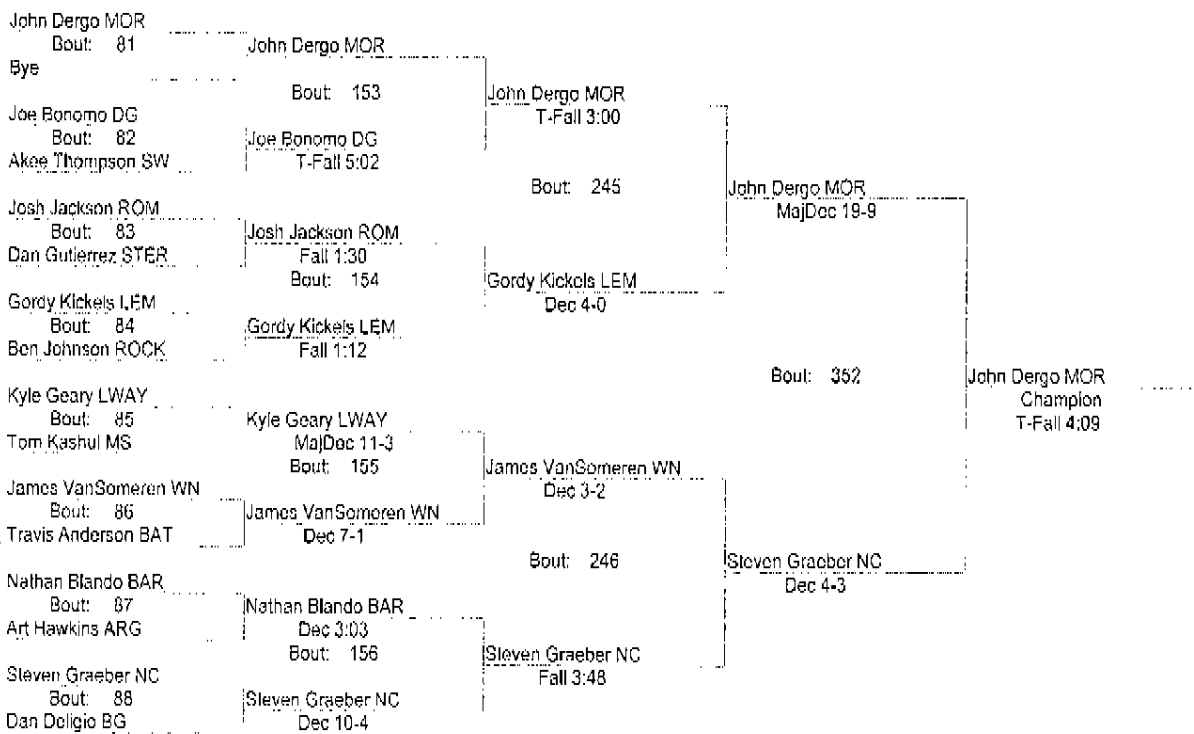 John Dergo MOR
Bout: 81
Bye
Joe Bonomo DG
Bout: 82
Akee Thompson SW
Josh Jackson ROM
Bout: 83
Dan Gutierrez STER
Gordy Kickels LEM
Bout: 84
Ben Johnson ROCK
Kyle Geary LWAY
Bout: 85
Tom Kashul MS
James VanSomeren WN
Bout: 86
Travis Anderson BAT
Nathan Blando BAR
Bout: 87
Art Hawkins ARG
Steven Graeber NC
Bout: 88
Dan Deligio BG
John Dergo MOR
Bout: 153
Joe Bonomo DG
T-Fall 5:02
Josh Jackson ROM
Fall 1:30
Bout: 154
Gordy Kickels LEM
Fall 1:12
Kyle Geary LWAY
MajDec 11-3
Bout: 155
James VanSomeren WN
Dec 7-1
Nathan Blando BAR
Dec 3:03
Bout: 156
Steven Graeber NC
Dec 10-4
John Dergo MOR
T-Fall 3:00
Bout: 245
Gordy Kickels LEM
Dec 4-0
James VanSomeren WN
Dec 3-2
Bout: 246
Steven Graeber NC
Fall 3:48
John Dergo MOR
MajDec 19-9
Bout: 352
Steven Graeber NC
Dec 4-3
John Dergo MOR
Champion
T-Fall 4:09